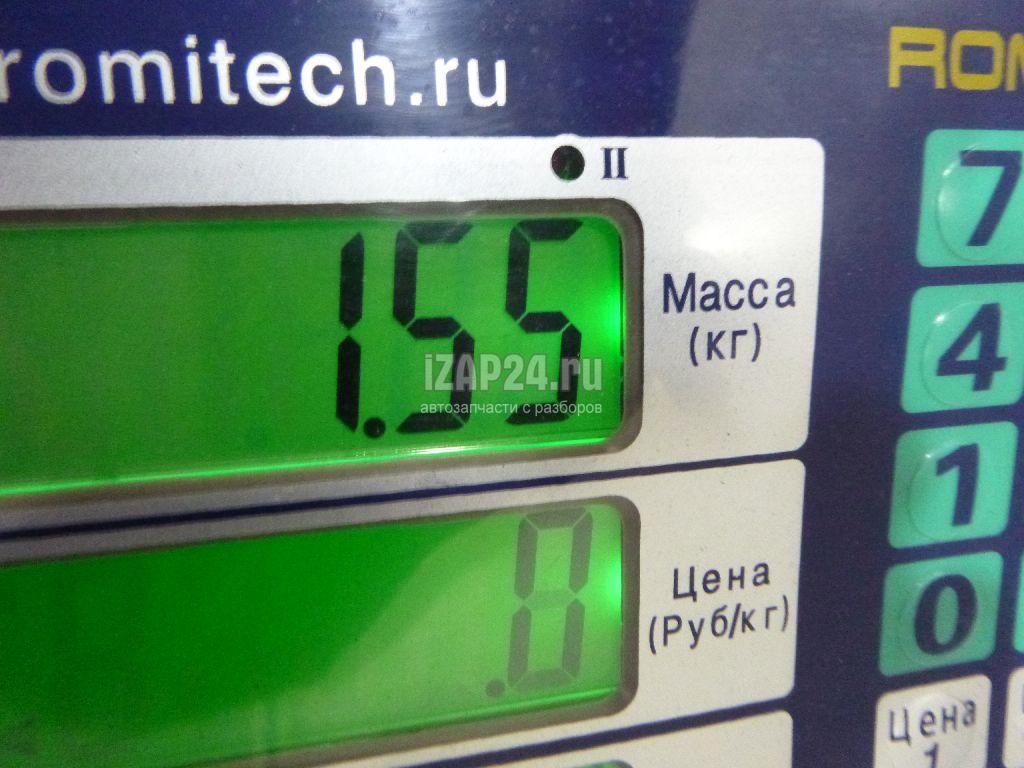 romitech.ru
ROM
II
1.55
Масса
(кг)
iZAP24.ru
автозапчасти с разборов
.0
Цена
(Руб/кг)
7
4
1
0
Цена
1